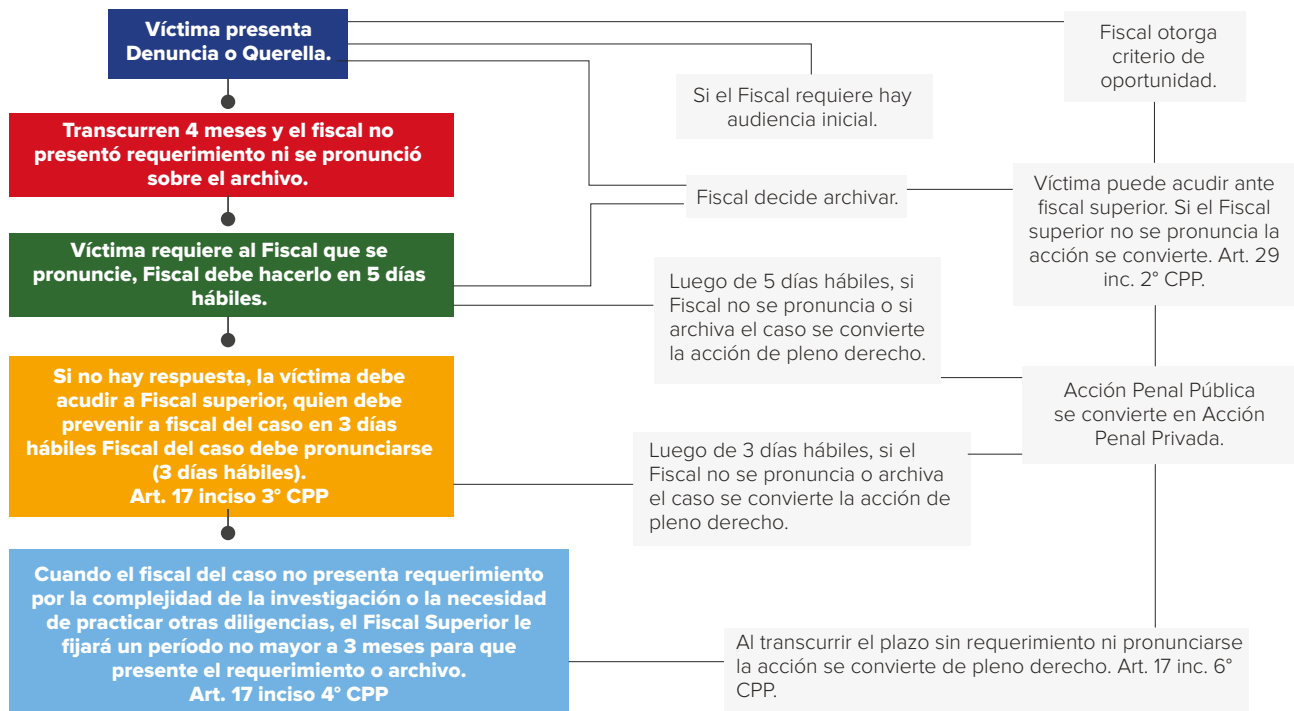 Víctima presenta
Denuncia o Querella.
Transcurren 4 meses y el fiscal no
presentó requerimiento ni se pronunció
sobre el archivo.
Víctima requiere al Fiscal que se
pronuncie, Fiscal debe hacerlo en 5 días
hábiles.
Si no hay respuesta, la víctima debe
acudir a Fiscal superior, quien debe
prevenir a fiscal del caso en 3 días
hábiles Fiscal del caso debe pronunciarse
(3 días hábiles).
Art. 17 inciso 3° CPP
Cuando el fiscal del caso no presenta requerimiento
por la complejidad de la investigación o la necesidad
de practicar otras diligencias, el Fiscal Superior le
fijará un período no mayor a 3 meses para que
presente el requerimiento o archivo.
Art. 17 inciso 4° CPP
Si el Fiscal requiere hay
audiencia inicial.
Fiscal decide archivar.
Luego de 5 días hábiles, si
Fiscal no se pronuncia o si
archiva el caso se convierte
la acción de pleno derecho.
Luego de 3 días hábiles, si el
Fiscal no se pronuncia o archiva
el caso se convierte la acción de
pleno derecho.
Fiscal otorga
criterio de
oportunidad.
Víctima puede acudir ante
fiscal superior. Si el Fiscal
superior no se pronuncia la
acción se convierte. Art. 29
inc. 2° CPP.
Acción Penal Pública
se convierte en Acción
Penal Privada.
Al transcurrir el plazo sin requerimiento ni pronunciarse
la acción se convierte de pleno derecho. Art. 17 inc. 6°
CPP.